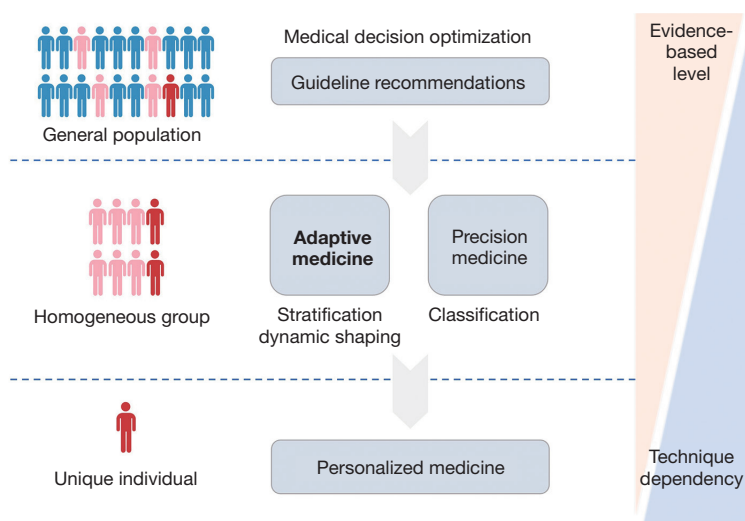 Medical decision optimization
Evidence-
based
level
Guideline recommendations
General population
Adaptive
medicine
Precision
medicine
Homogeneous group
Stratification
dynamic shaping
Classification
Unique individual
Personalized medicine
Technique
dependency